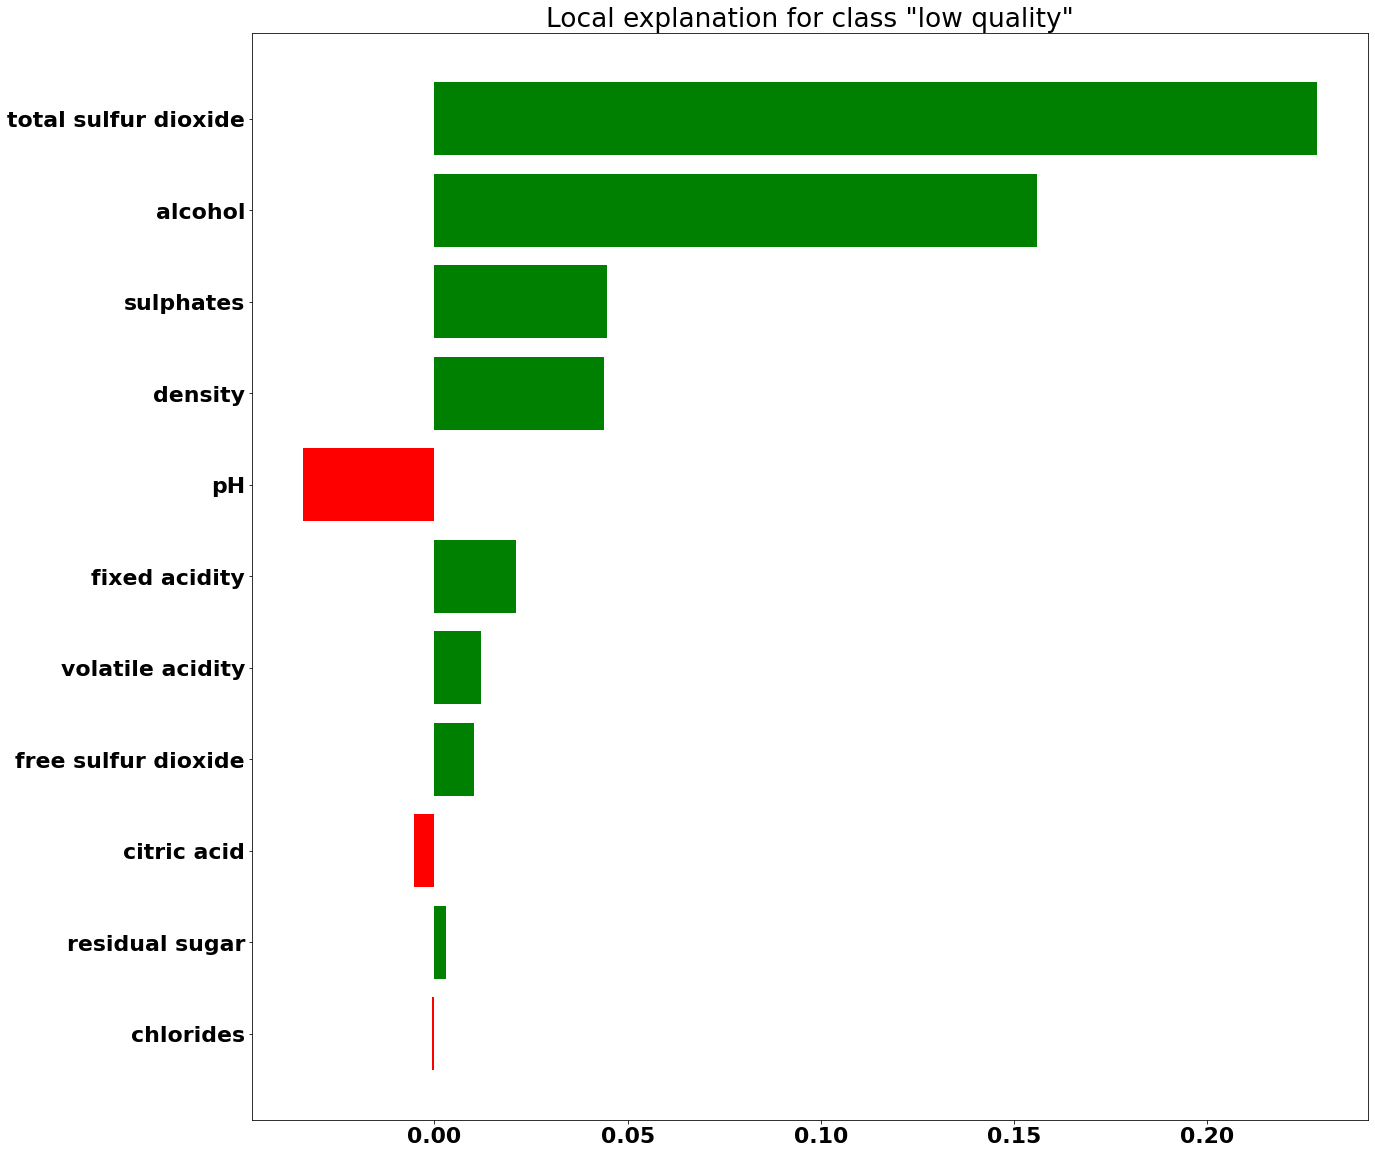 Local explanation for class "low quality"
total sulfur dioxide
alcohol
sulphates
density
pH
fixed acidity
volatile acidity
free sulfur dioxide
citric acid
residual sugar
chlorides
0.00 0.05 0.10 0.15 0.20